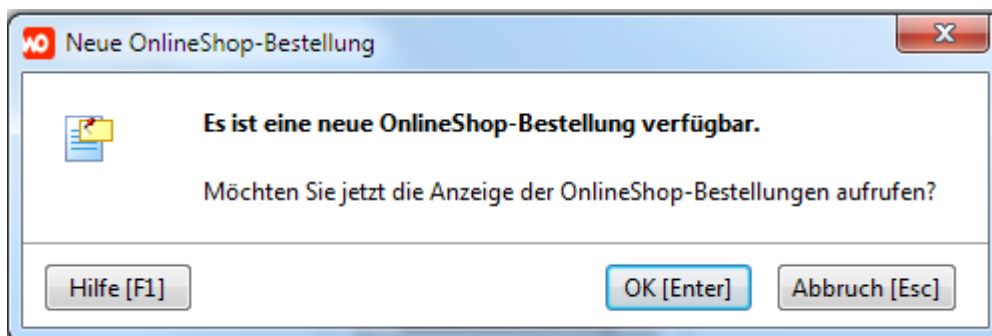 WO Neue OnlineShop-Bestellung
Es ist eine neue OnlineShop-Bestellung verfügbar.
Möchten Sie jetzt die Anzeige der OnlineShop-Bestellungen aufrufen?
Hilfe [F1] OK [Enter] Abbruch [Esc]